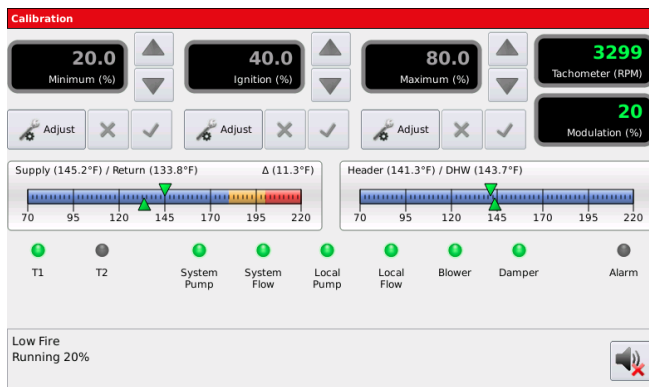 Calibration
20.0
Minimum (%)
40.0
Ignition (%)
80.0
Maximum (%)
3299
Tachometer (RPM)
20
Modulation (%)
Adjust
Adjust
Adjust
Supply (145.2°F) / Return (133.8°F) Δ (11.3°F)
70 95 120 145 170 195 220
Header (141.3°F) / DHW (143.7°F)
70 95 120 145 170 195 220
T1
T2
System
Pump
System
Flow
Local
Pump
Local
Flow
Blower
Damper
Alarm
Low Fire
Running 20%